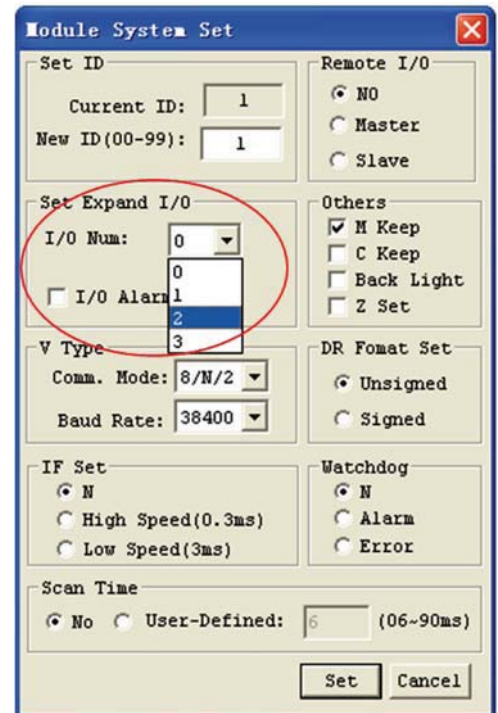 Module System Set
Set ID
Current ID: 1
New ID(00-99): 1
Remote I/O
NO
Master
Slave
Set Expand I/O
I/O Num: 0
0
1
2
3
I/O Alarm
Others
M Keep
C Keep
Back Light
Z Set
V Type
Comm. Mode: 8/N/2
Baud Rate: 38400
DR Fomat Set
Unsigned
Signed
IF Set
N
High Speed(0.3ms)
Low Speed(3ms)
Watchdog
N
Alarm
Error
Scan Time
No User-Defined: 6 (06~90ms)
Set Cancel